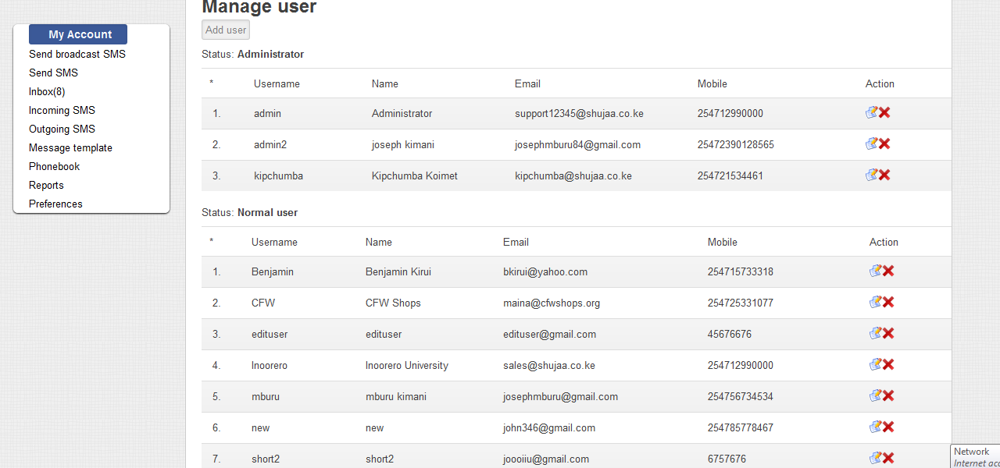 Manage user
Add user
My Account
Send broadcast SMS
Send SMS
Inbox(8)
Incoming SMS
Outgoing SMS
Message template
Phonebook
Reports
Preferences
Status: Administrator
* Username Name Email Mobile Action
1. admin Administrator support12345@shujaa.co.ke 254712990000
2. admin2 joseph kimani josephmburu84@gmail.com 25472390128565
3. kipchumba Kipchumba Koimet kipchumba@shujaa.co.ke 254721534461
Status: Normal user
* Username Name Email Mobile Action
1. Benjamin Benjamin Kirui bkirui@yahoo.com 254715733318
2. CFW CFW Shops maina@cfwshops.org 254725331077
3. edituser edituser edituser@gmail.com 45676676
4. Inoorero Inoorero University sales@shujaa.co.ke 254712990000
5. mburu mburu kimani josephmburu@gmail.com 254756734534
6. new new john346@gmail.com 254785778467
7. short2 short2 joooiiu@gmail.com 6757676
Network
Internet acc